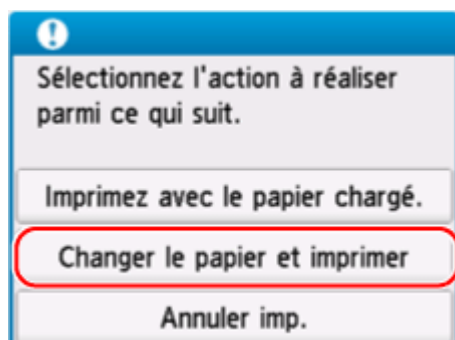 Sélectionnez l'action à réaliser
parmi ce qui suit.
Imprimez avec le papier chargé.
Changer le papier et imprimer
Annuler imp.